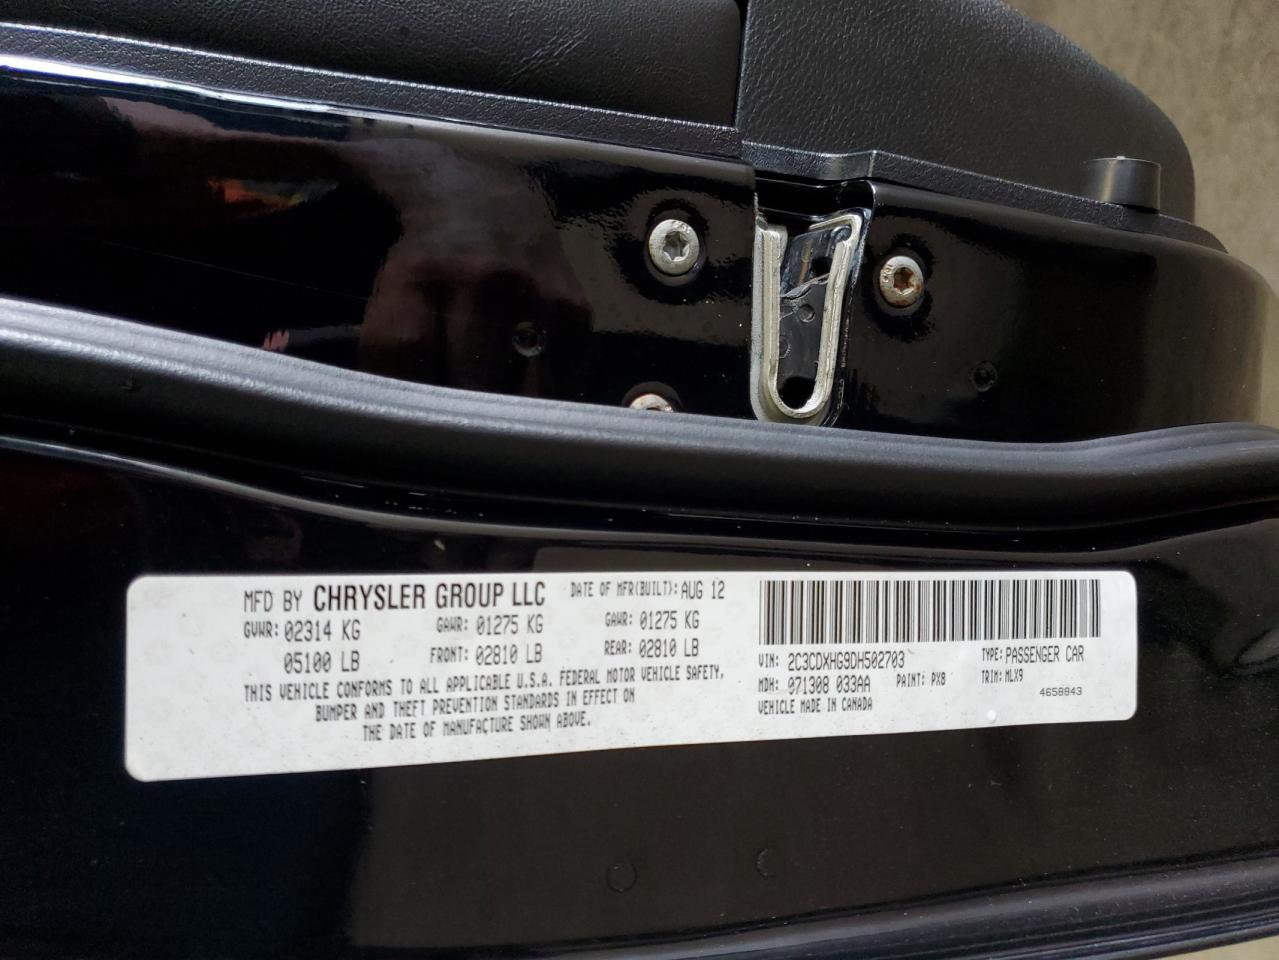 MFD BY CHRYSLER GROUP LLC DATE OF MFR(BUILT): AUG 12
GVWR: 02314 KG GAWR: 01275 KG GAWR: 01275 KG
05100 LB FRONT: 02810 LB REAR: 02810 LB
THIS VEHICLE CONFORMS TO ALL APPLICABLE U.S.A. FEDERAL MOTOR VEHICLE SAFETY,
BUMPER AND THEFT PREVENTION STANDARDS IN EFFECT ON
THE DATE OF MANUFACTURE SHOWN ABOVE.
VIN: 2C3CDXHG9DH502703 TYPE: PASSENGER CAR
MDH: 071308 033AA PAINT: PX8 TRIM: MLX9
VEHICLE MADE IN CANADA 4658843